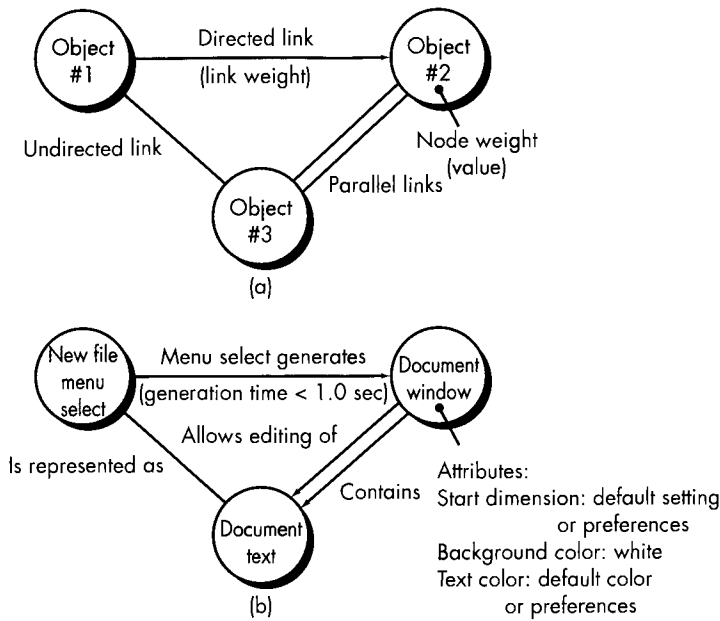 Object
#1
Directed link
(link weight)
Object
#2
Undirected link
Node weight
(value)
Parallel links
Object
#3
(a)
New file
menu
select
Menu select generates
(generation time < 1.0 sec)
Document
window
Allows editing of
Is represented as
Contains
Attributes:
Start dimension: default setting
or preferences
Background color: white
Text color: default color
or preferences
Document
text
(b)